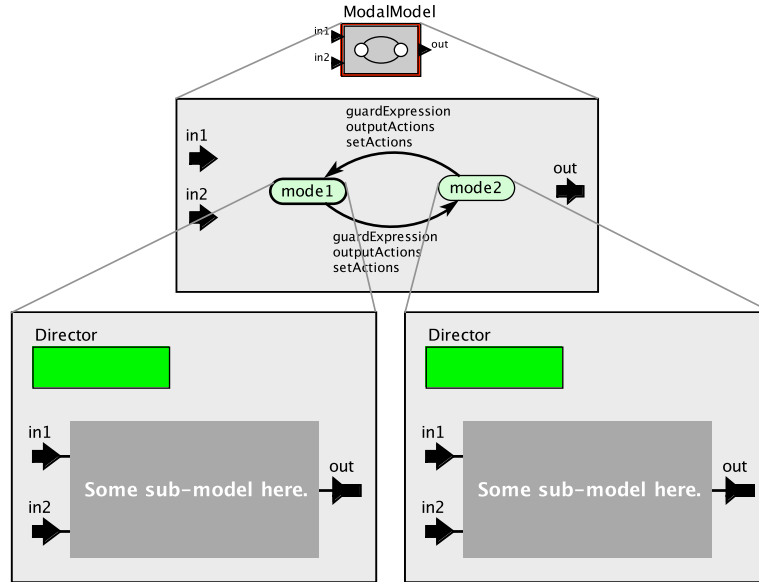 ModalModel
in1
in2
out
guardExpression
outputActions
setActions
in1
in2
out
mode1
mode2
guardExpression
outputActions
setActions
Director
in1
in2
Some sub-model here.
out
Director
in1
in2
Some sub-model here.
out